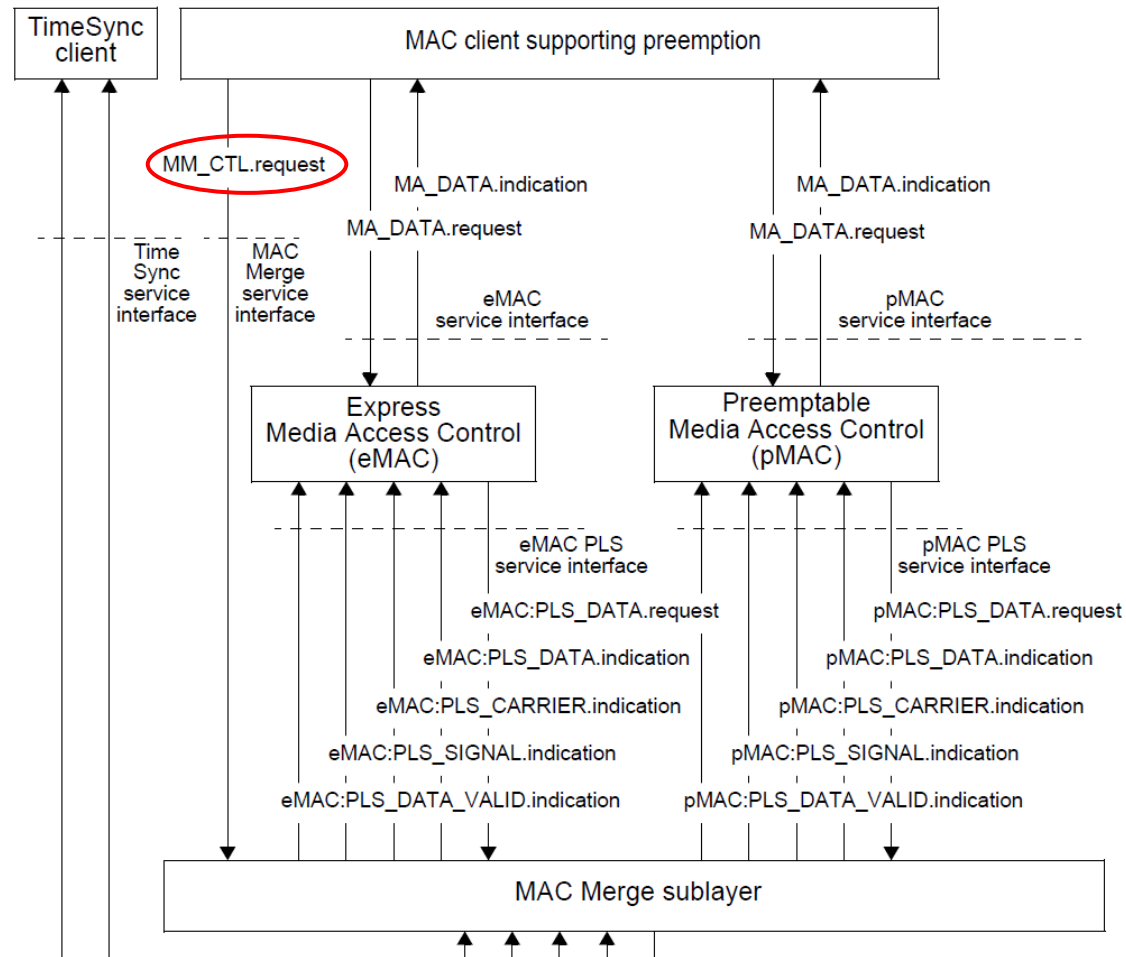 TimeSync
client
MAC client supporting preemption
MM_CTL.request
MA_DATA.indication
MA_DATA.request
MA_DATA.indication
MA_DATA.request
Time
Sync
service
interface
MAC
Merge
service
interface
eMAC
service interface
pMAC
service interface
Express
Media Access Control
(eMAC)
Preemptable
Media Access Control
(pMAC)
eMAC PLS
service interface
pMAC PLS
service interface
eMAC:PLS_DATA.request
pMAC:PLS_DATA.request
eMAC:PLS_DATA.indication
pMAC:PLS_DATA.indication
eMAC:PLS_CARRIER.indication
pMAC:PLS_CARRIER.indication
eMAC:PLS_SIGNAL.indication
pMAC:PLS_SIGNAL.indication
eMAC:PLS_DATA_VALID.indication
pMAC:PLS_DATA_VALID.indication
MAC Merge sublayer